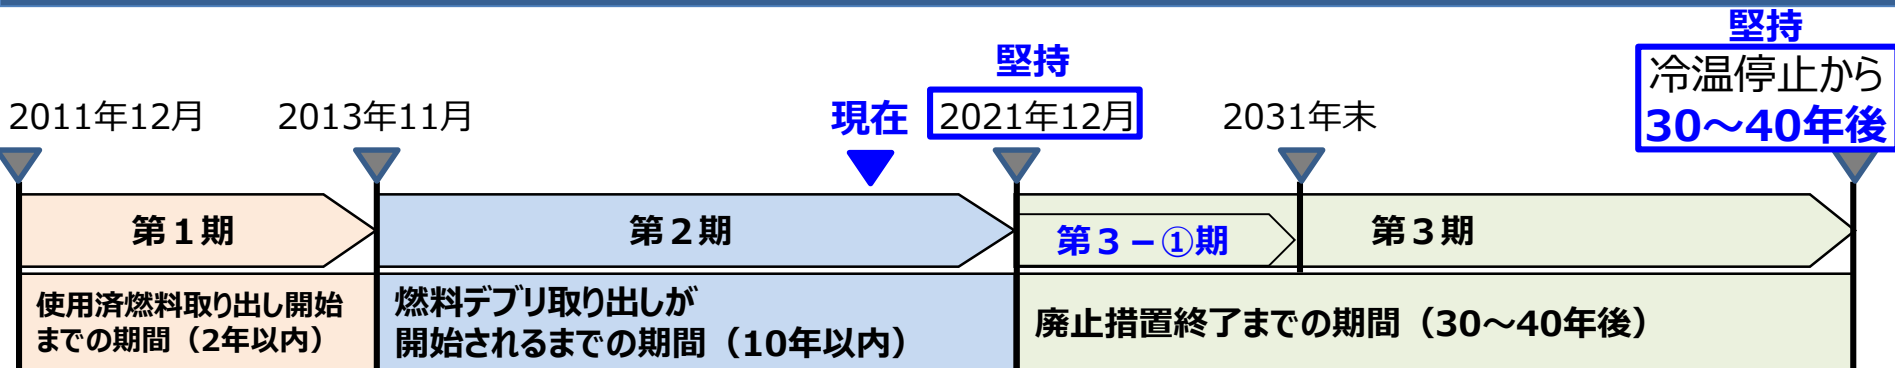 堅持
冷温停止から
30～40年後
堅持
2011年12月
2013年11月
現在
2021年12月
2031年末
第１期
第２期
第３－①期
第３期
使用済燃料取り出し開始
までの期間（2年以内）
燃料デブリ取り出しが
開始されるまでの期間（10年以内）
廃止措置終了までの期間（30～40年後）